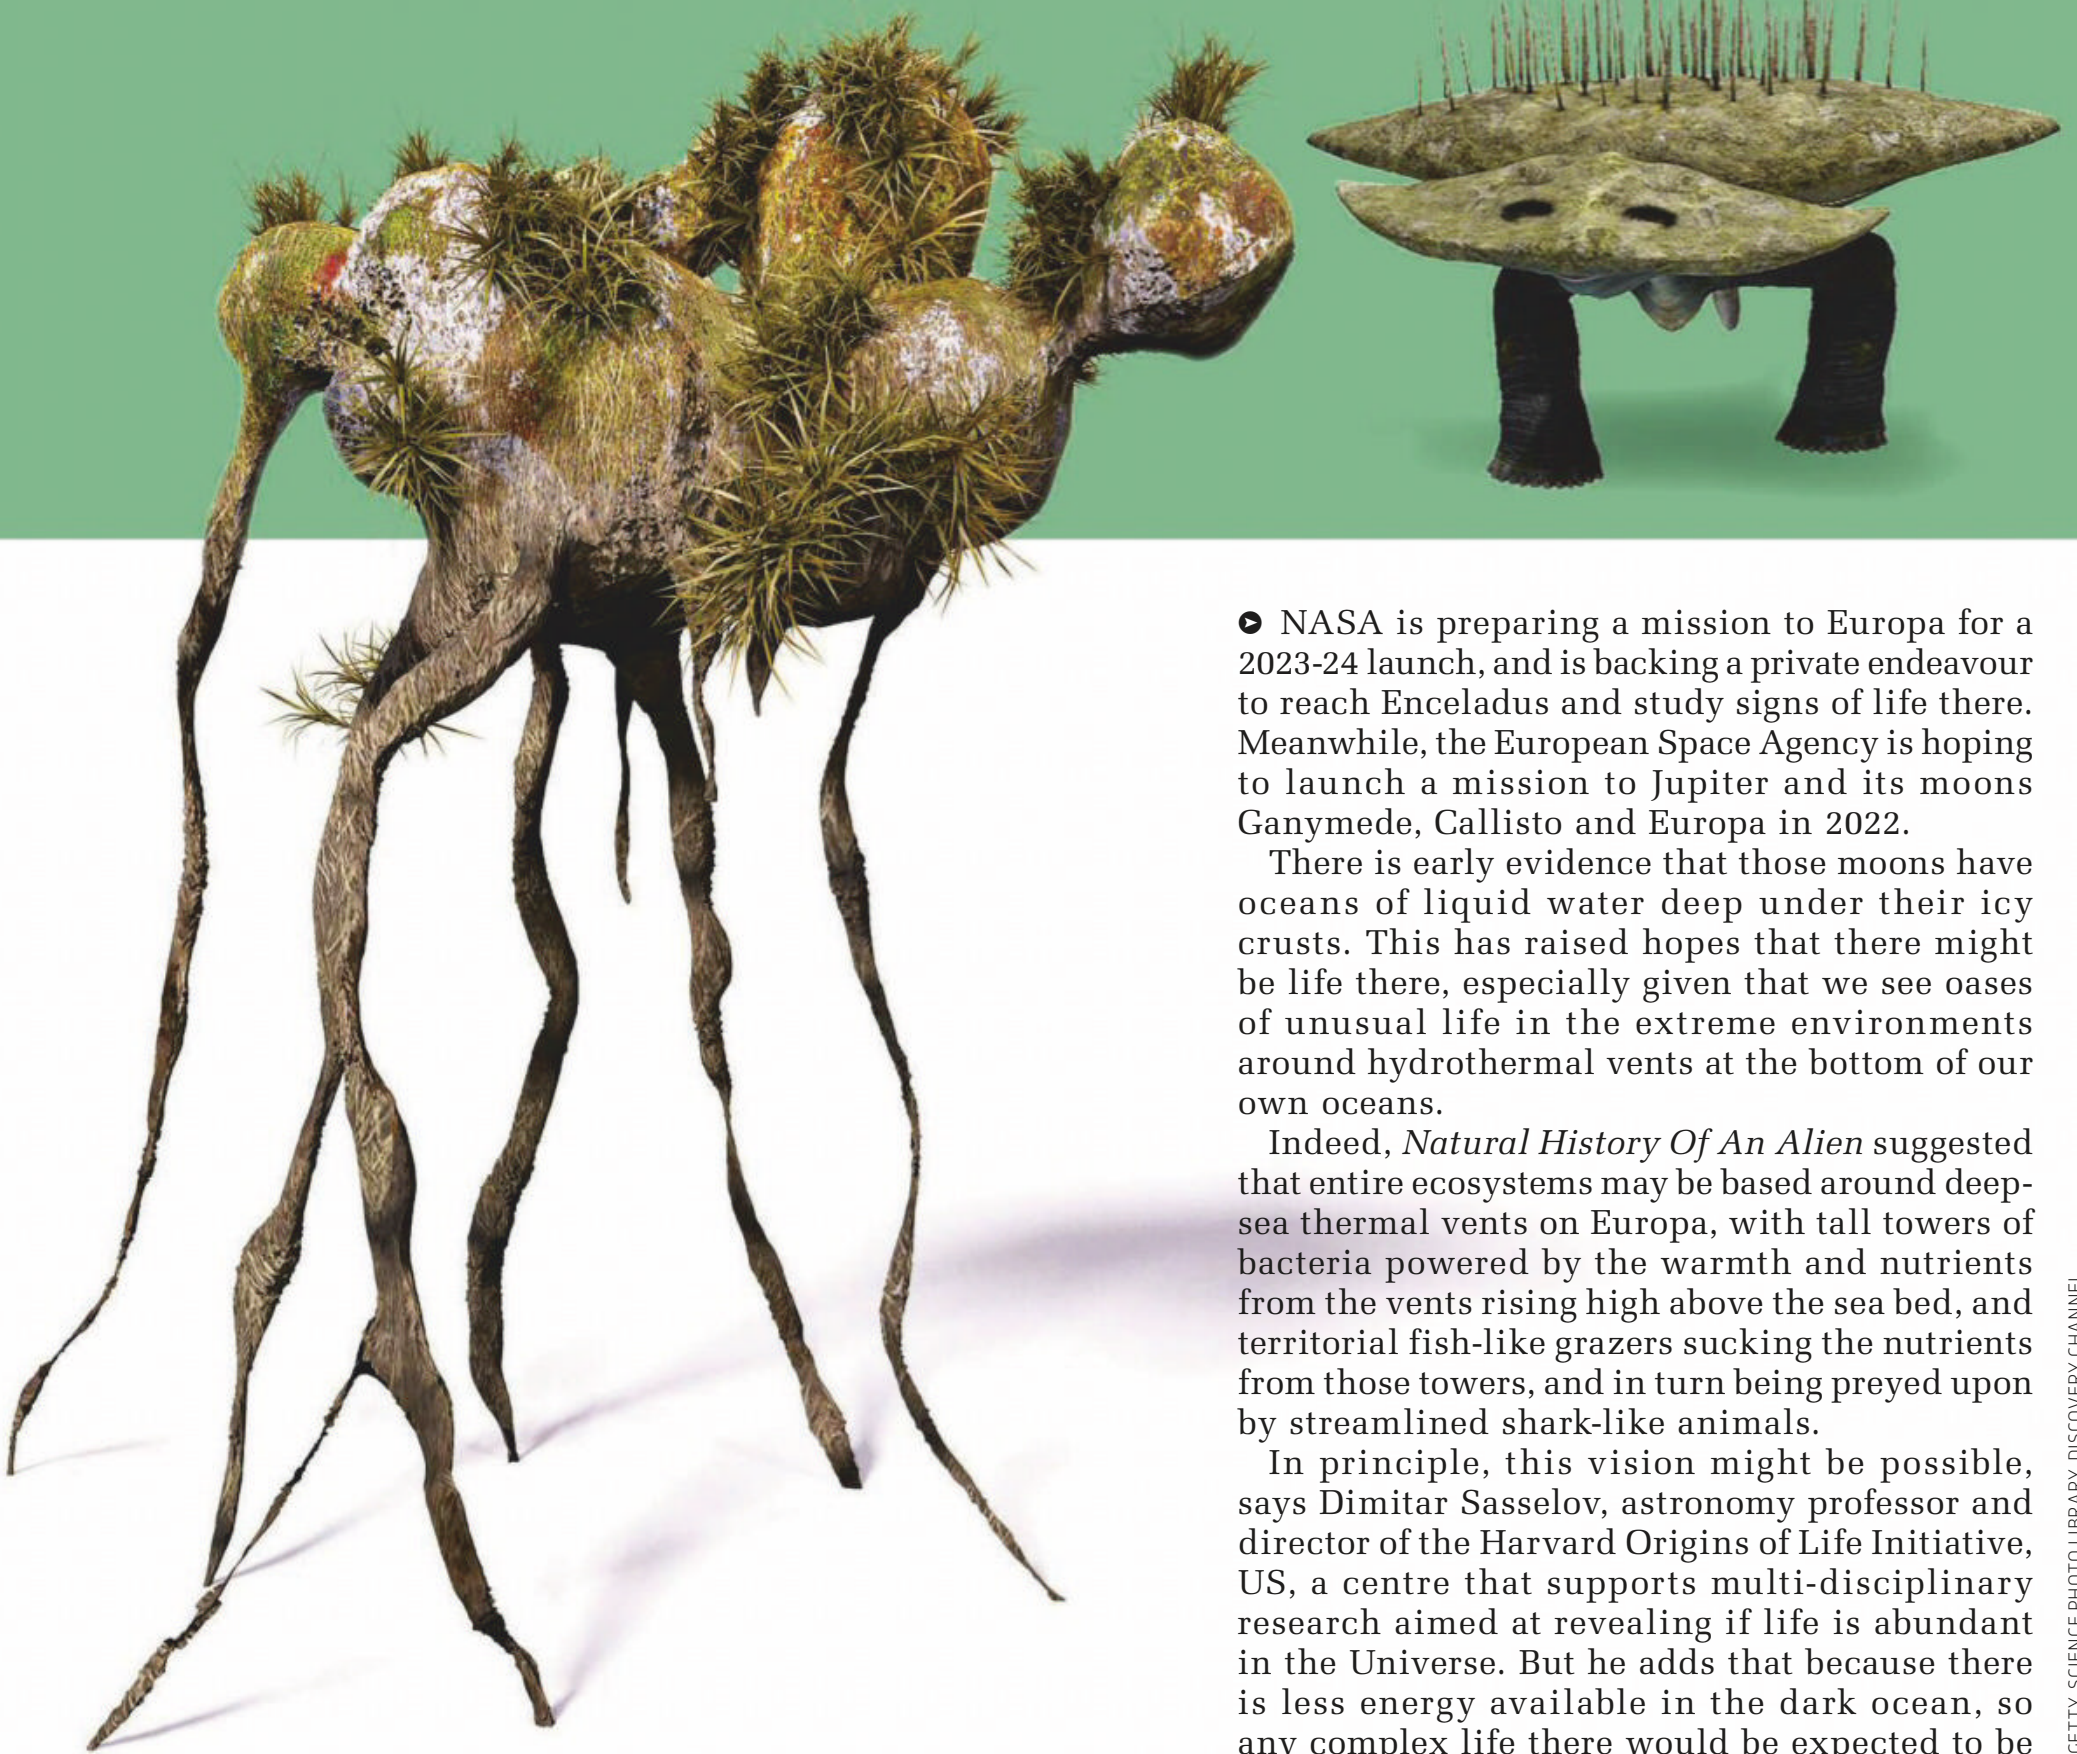 NASA is preparing a mission to Europa for a
2023-24 launch, and is backing a private endeavour
to reach Enceladus and study signs of life there.
Meanwhile, the European Space Agency is hoping
to launch a mission to Jupiter and its moons
Ganymede, Callisto and Europa in 2022.
There is early evidence that those moons have
oceans of liquid water deep under their icy
crusts. This has raised hopes that there might
be life there, especially given that we see oases
of unusual life in the extreme environments
around hydrothermal vents at the bottom of our
own oceans.
Indeed, Natural History Of An Alien suggested
that entire ecosystems may be based around deep-
sea thermal vents on Europa, with tall towers of
bacteria powered by the warmth and nutrients
from the vents rising high above the sea bed, and
territorial fish-like grazers sucking the nutrients
from those towers, and in turn being preyed upon
by streamlined shark-like animals.
In principle, this vision might be possible,
says Dimitar Sasselov, astronomy professor and
director of the Harvard Origins of Life Initiative,
US, a centre that supports multi-disciplinary
research aimed at revealing if life is abundant
in the Universe. But he adds that because there
is less energy available in the dark ocean, so
any complex life there would be expected to be
GETTY, SCIENCE PHOTO LIBRARY, DISCOVERY CHANNEL